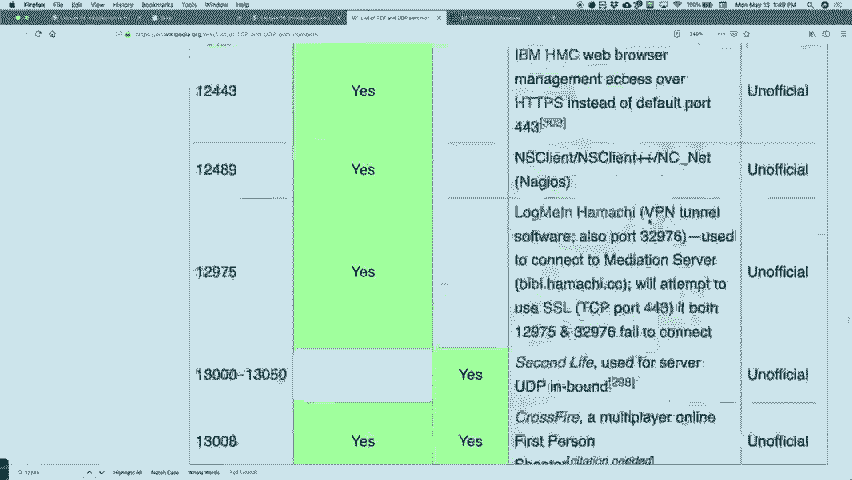 Firefox File Edit View History Bookmarks Tools Window Help
Mon May 13 1:49 PM
List of TCP and UDP port num
IBM HMC web browser
12443 Yes management access over Unofficial
HTTPS instead of default port
443
12489 Yes NSClient/NSClient++/NC_Net Unofficial
(Nagios)
LogMeIn Hamachi (VPN tunnel
software; also port 32976)—used
to connect to Mediation Server
12975 Yes (bibi.hamachi.cc); will attempt to Unofficial
use SSL (TCP port 443) if both
12975 & 32976 fail to connect
13000–13050 Yes Second Life, used for server Unofficial
UDP in-bound[298]
CrossFire, a multiplayer online
13008 Yes Yes First Person Unofficial
Shooter[citation needed]
Highlight All Match Case Whole Words